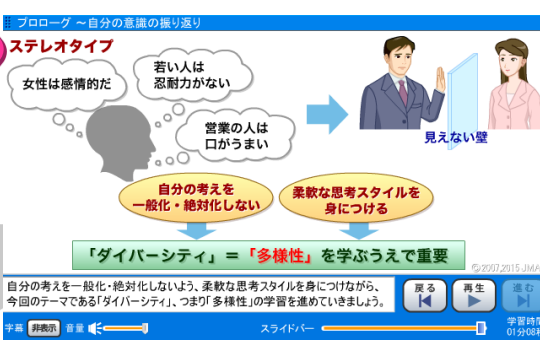 プロローグ ～自分の意識の振り返り
ステレオタイプ
女性は感情的だ
若い人は
忍耐力がない
営業の人は
口がうまい
見えない壁
自分の考えを
一般化・絶対化しない
柔軟な思考スタイルを
身につける
「ダイバーシティ」＝「多様性」を学ぶうえで重要
©2007,2015 JMA
自分の考えを一般化・絶対化しないよう、柔軟な思考スタイルを身につけながら、
今回のテーマである「ダイバーシティ」、つまり「多様性」の学習を進めていきましょう。
戻る
再生
進む
字幕 非表示 音量
スライドバー
学習時間
01分08秒